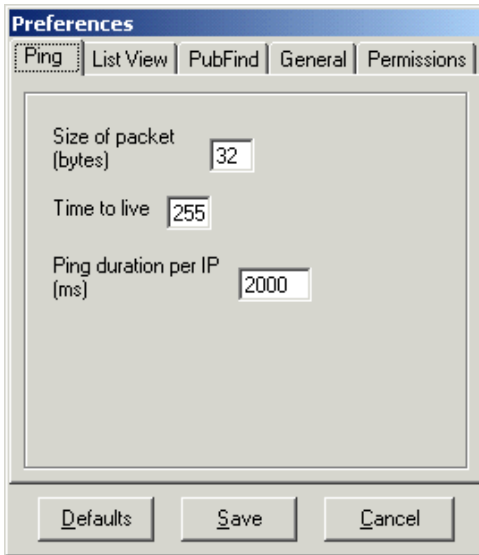 Preferences
Ping List View PubFind General Permissions
Size of packet
(bytes) 32
Time to live 255
Ping duration per IP
(ms) 2000
Defaults Save Cancel